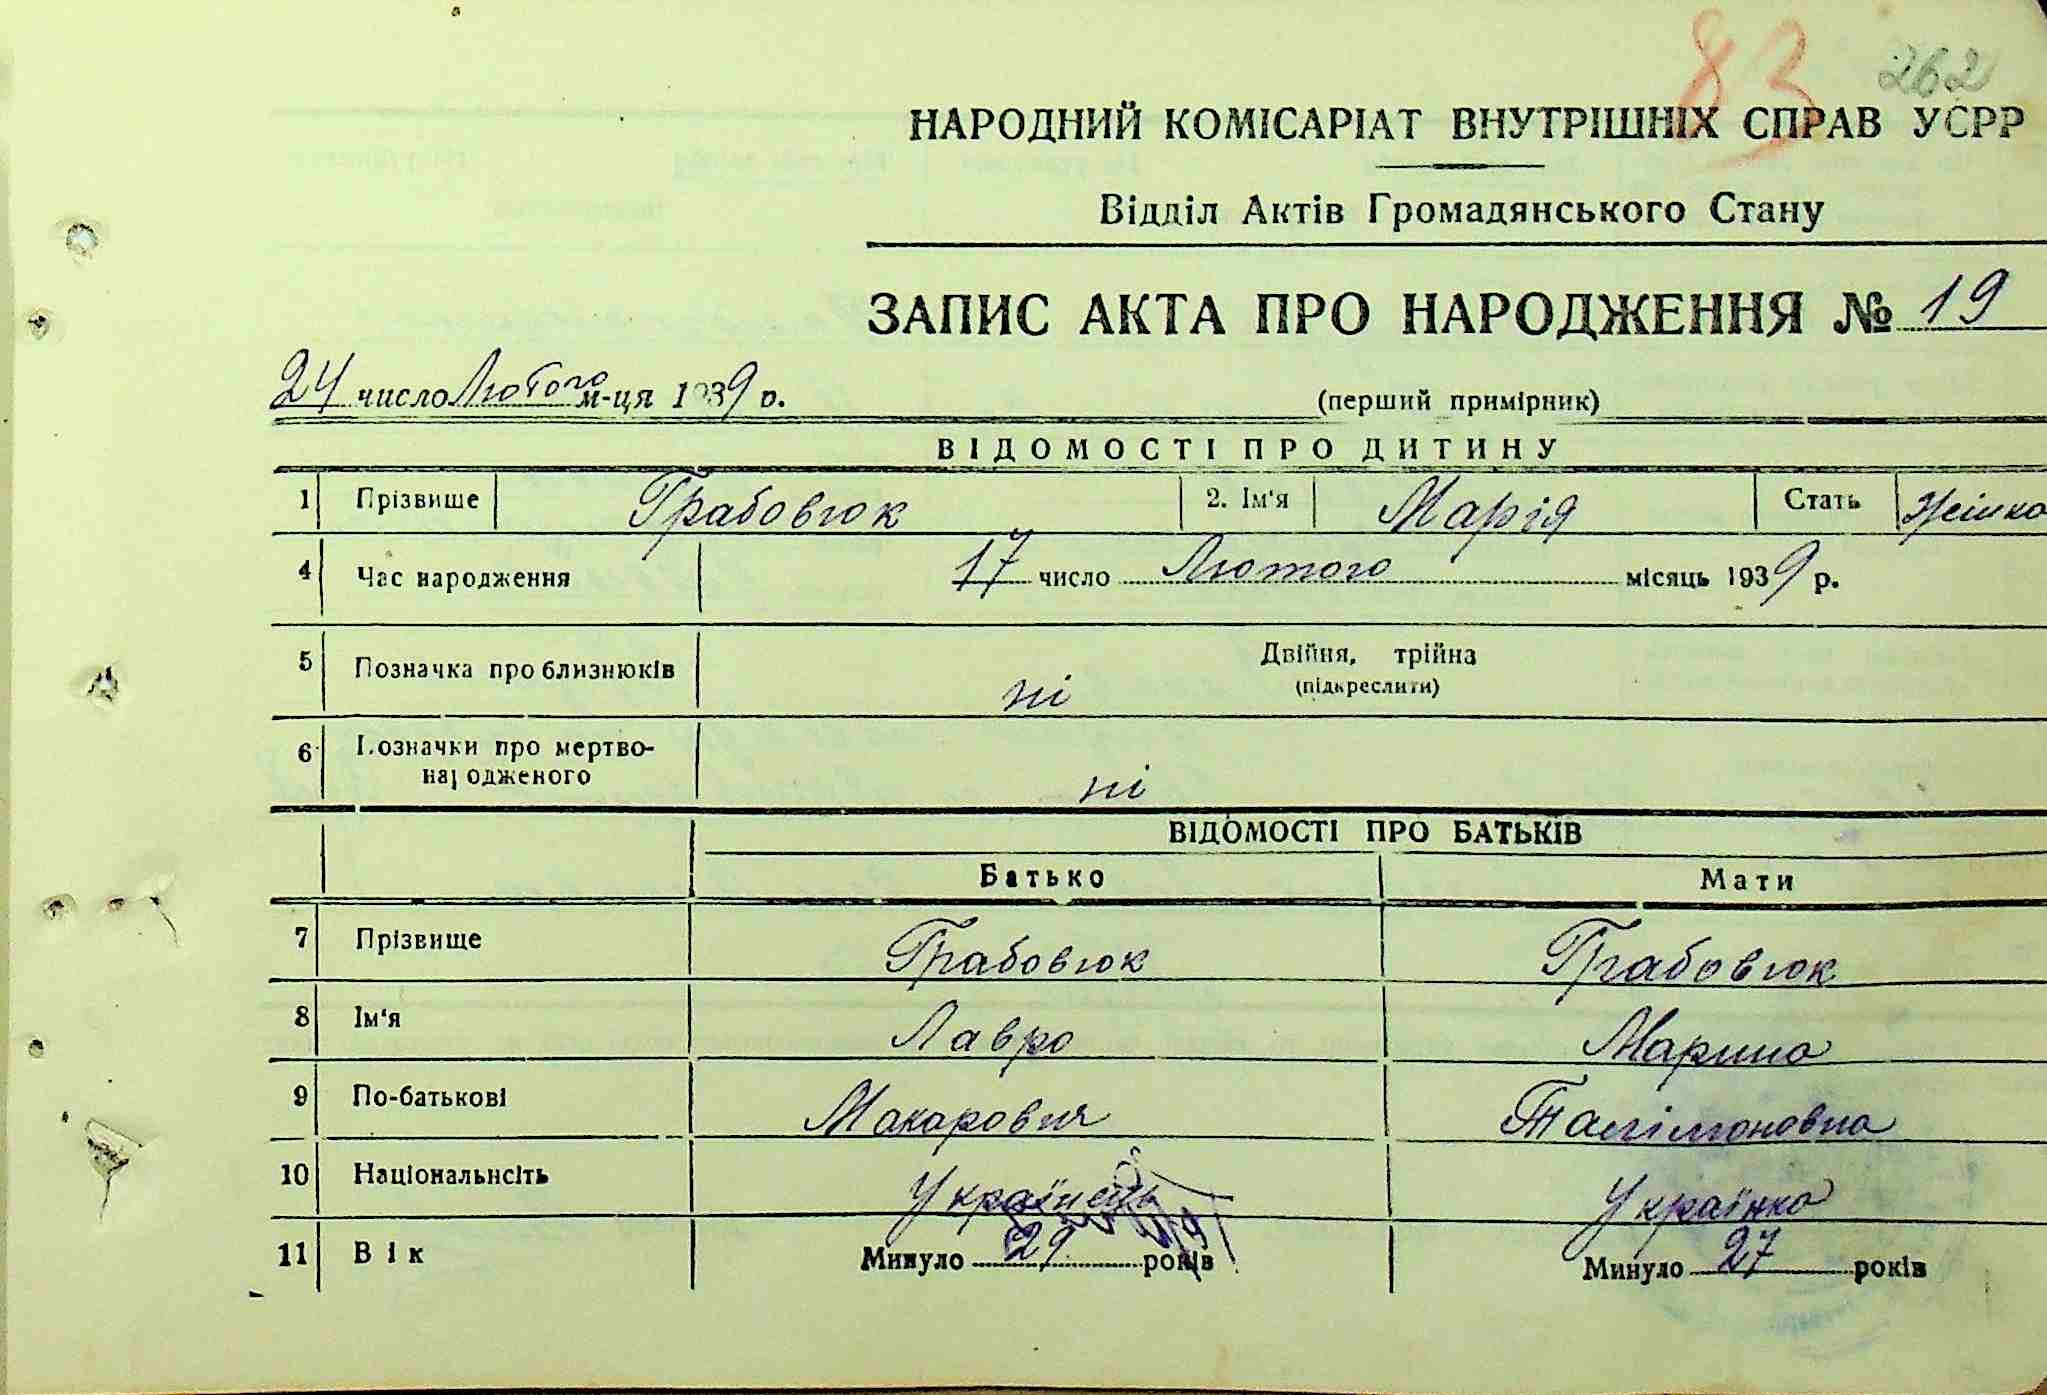 83 262
НАРОДНИЙ КОМІСАРІАТ ВНУТРІШНІХ СПРАВ УСРР
Відділ Актів Громадянського Стану
ЗАПИС АКТА ПРО НАРОДЖЕННЯ № 19
24 число Лютого м-ця 1939 р. (перший примірник)
ВІДОМОСТІ ПРО ДИТИНУ
1 Прізвище Грабовюк 2. Ім'я Марія Стать жінко
4 Час народження 17 число Лютого місяць 1939 р.
5 Позначка про близнюків ні Двійня, трійна
(підкреслити)
6 Позначки про мертво-
народженого ні
ВІДОМОСТІ ПРО БАТЬКІВ
Батько Мати
7 Прізвище Грабовюк Грабовюк
8 Ім'я Лавро Марина
9 По-батькові Макарович
10 Національнсіть Українець Українка
11 Вік Минуло 29 років Минуло 27 років